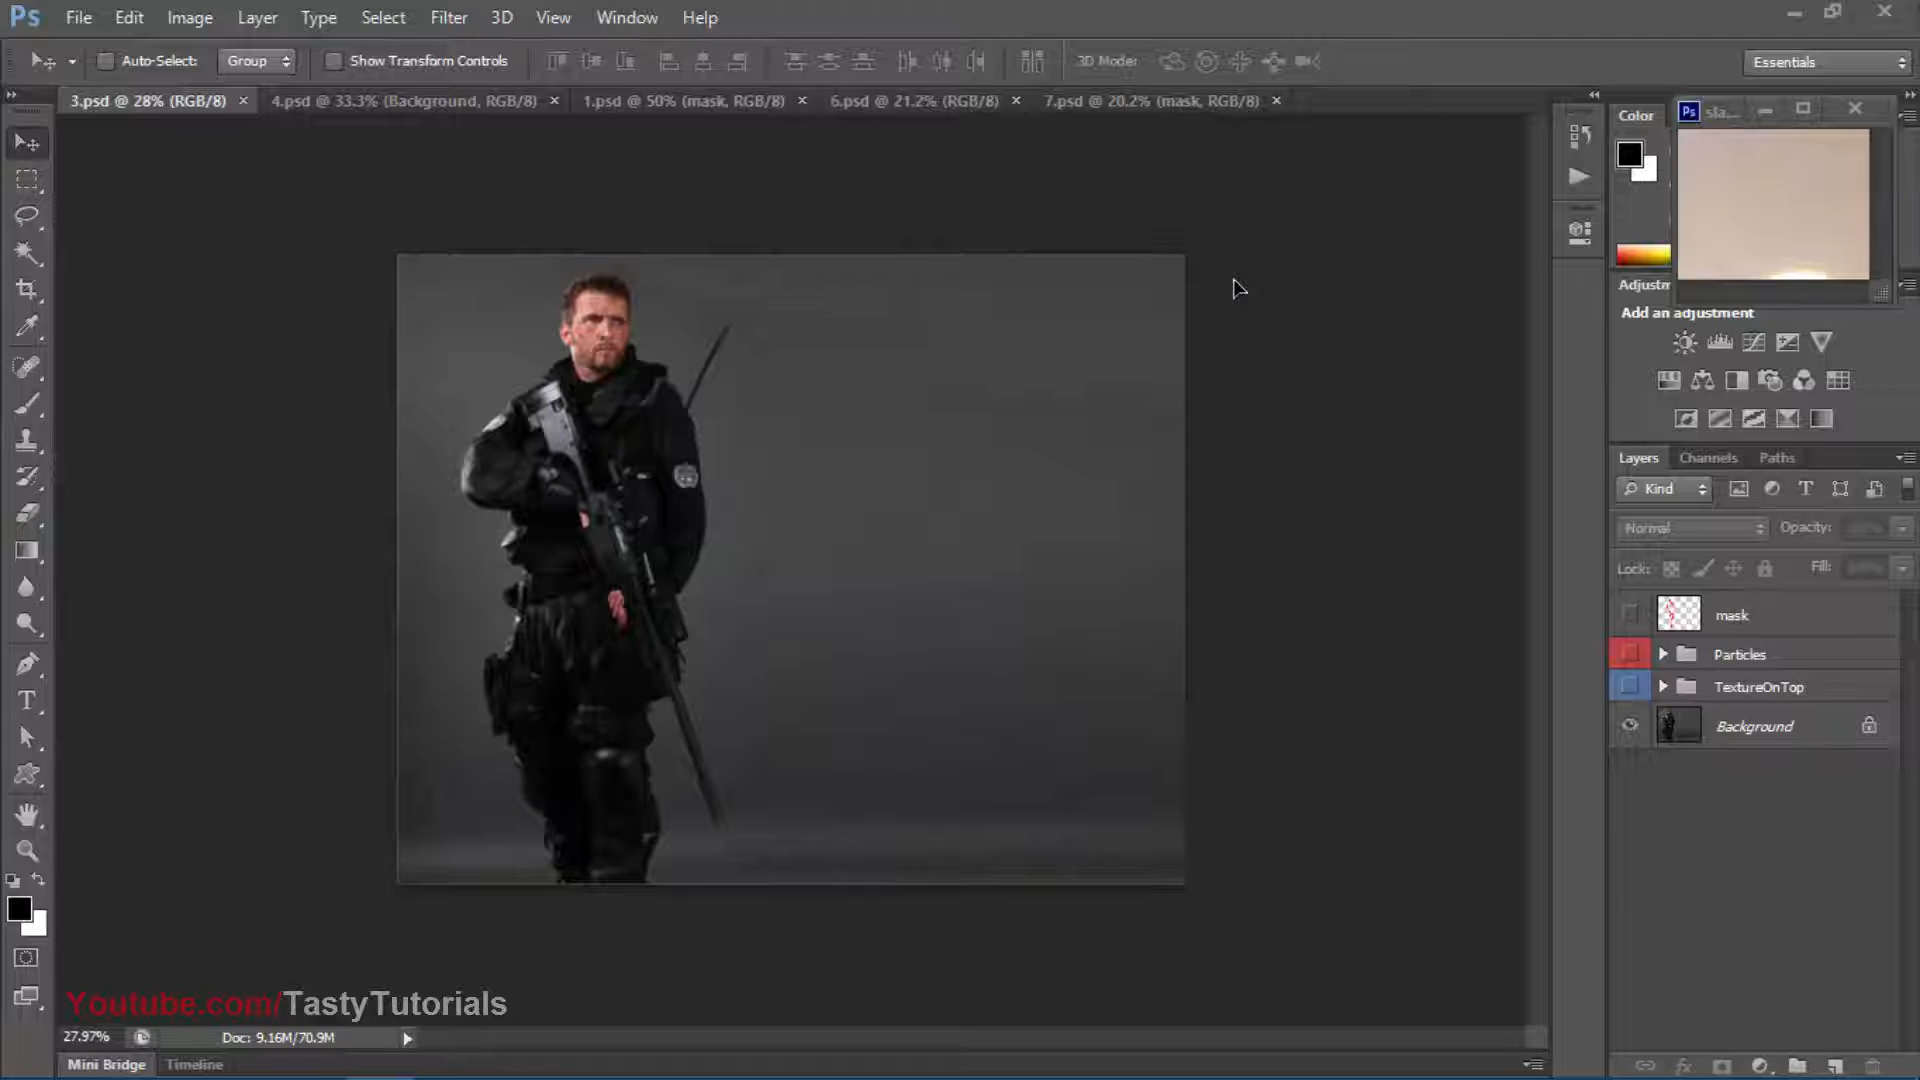 Ps File Edit Image Layer Type Select Filter 3D View Window Help
Auto-Select: Group Show Transform Controls 3D Mode: Essentials
3.psd @ 28% (RGB/8) × 4.psd @ 33.3% (Background, RGB/8) × 1.psd @ 50% (mask, RGB/8) × 6.psd @ 21.2% (RGB/8) × 7.psd @ 20.2% (mask, RGB/8) ×
Color
Ps sla...
Adjustm
Add an adjustment
Layers Channels Paths
Kind
Normal Opacity:
Lock: Fill:
mask
Particles
TextureOnTop
Background
T
Youtube.com/TastyTutorials
27.97% Doc: 9.16M/70.9M
Mini Bridge Timeline
fx